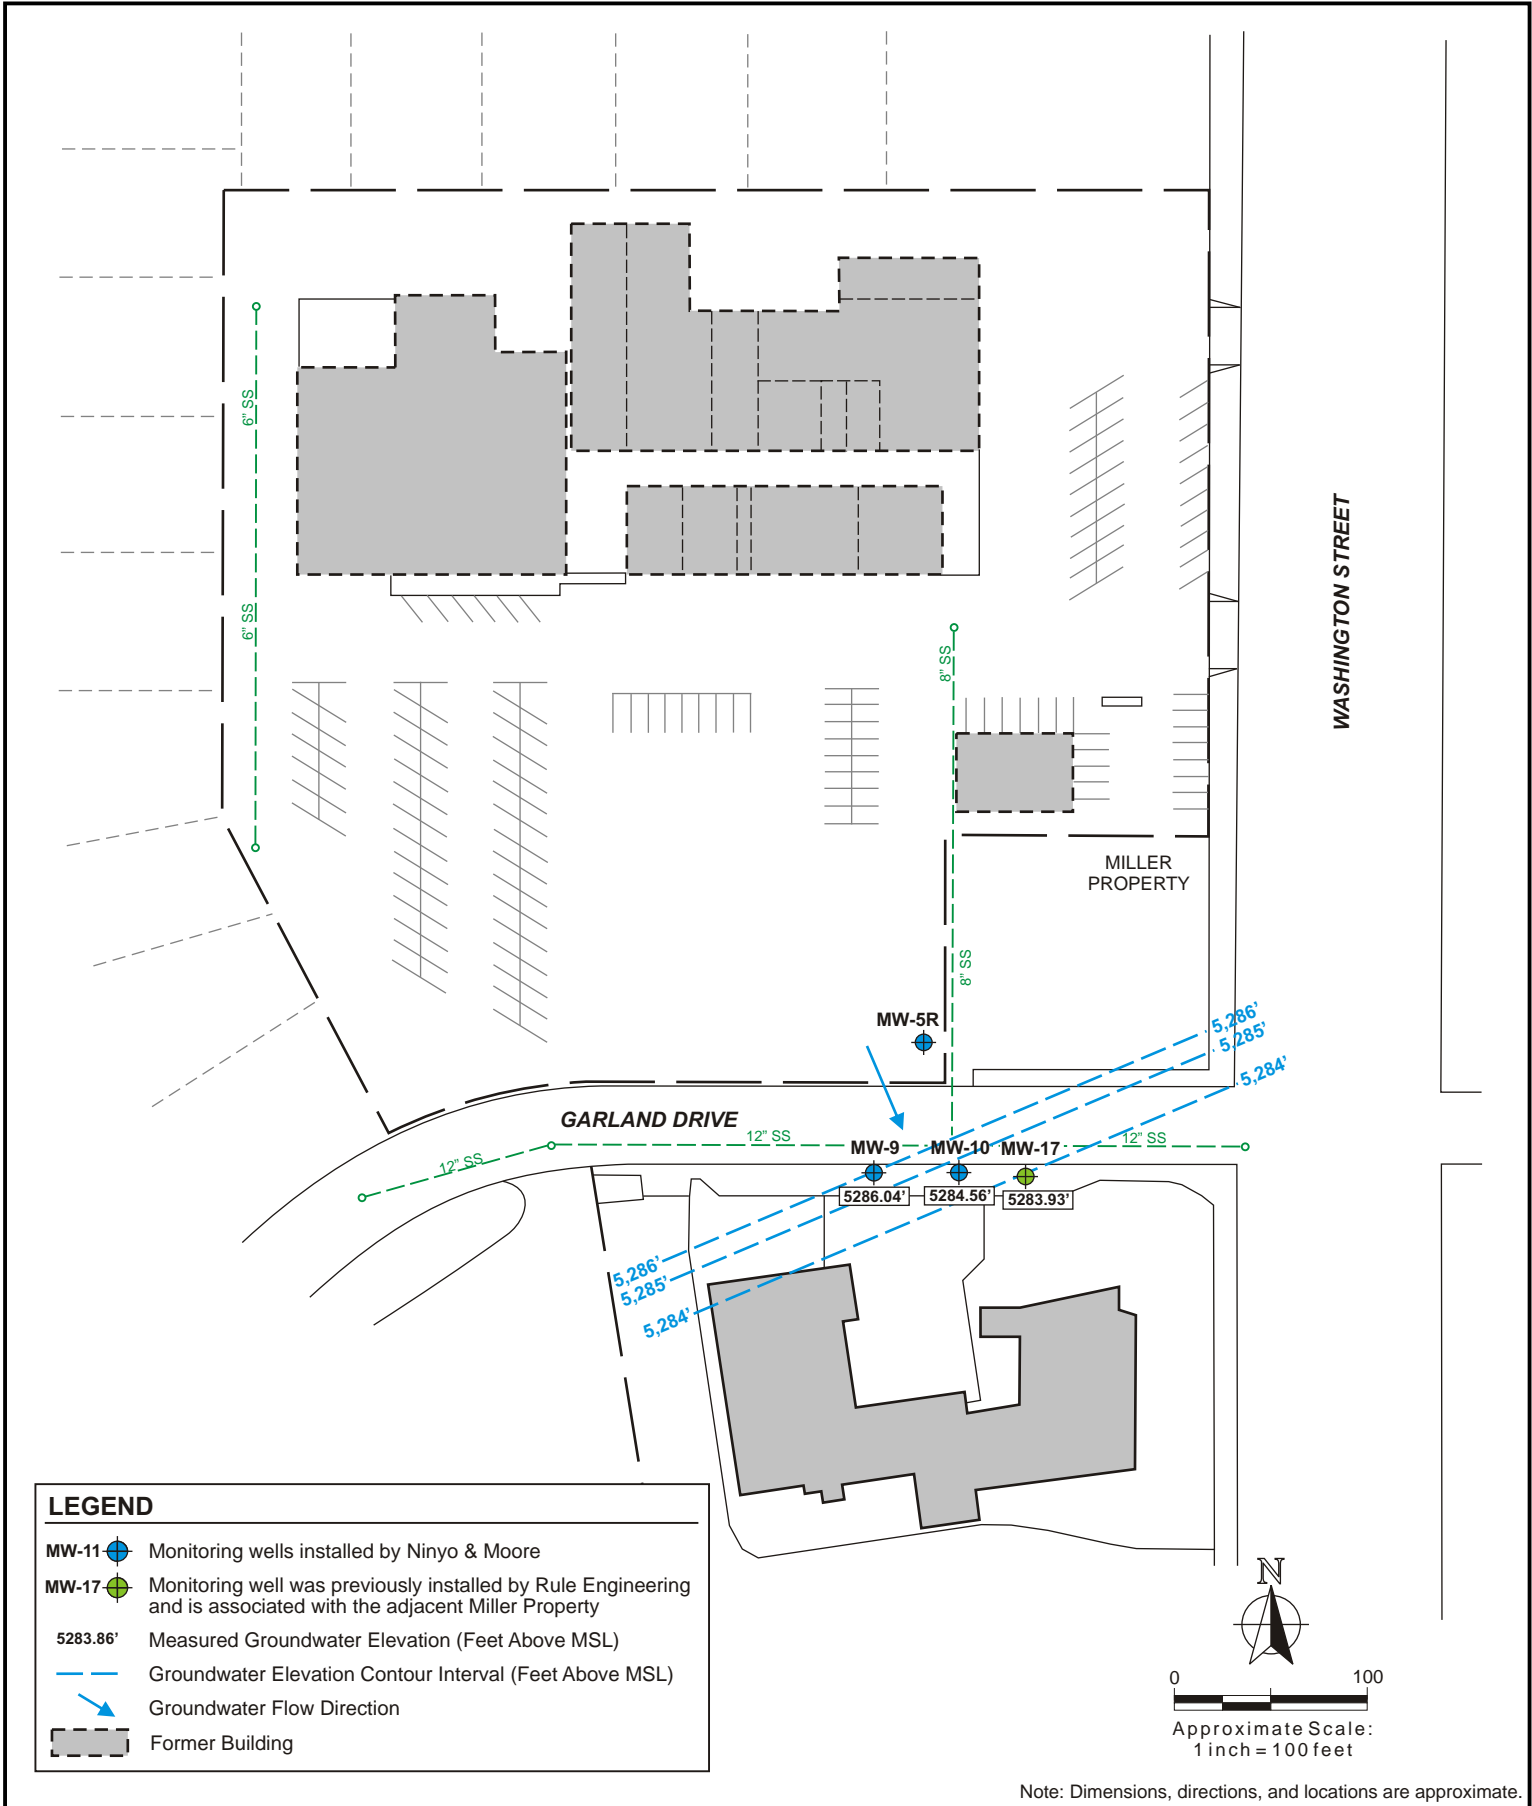 6" SS
6" SS
8" SS
WASHINGTON STREET
MILLER
PROPERTY
8" SS
MW-5R
5,286'
5,285'
5,284'
GARLAND DRIVE
12" SS
12" SS
12" SS
MW-9
MW-10
MW-17
5286.04'
5284.56'
5283.93'
5,286'
5,285'
5,284'
LEGEND
MW-11 Monitoring wells installed by Ninyo & Moore
MW-17 Monitoring well was previously installed by Rule Engineering
and is associated with the adjacent Miller Property
5283.86' Measured Groundwater Elevation (Feet Above MSL)
Groundwater Elevation Contour Interval (Feet Above MSL)
Groundwater Flow Direction
Former Building
N
0 100
Approximate Scale:
1 inch = 100 feet
Note: Dimensions, directions, and locations are approximate.